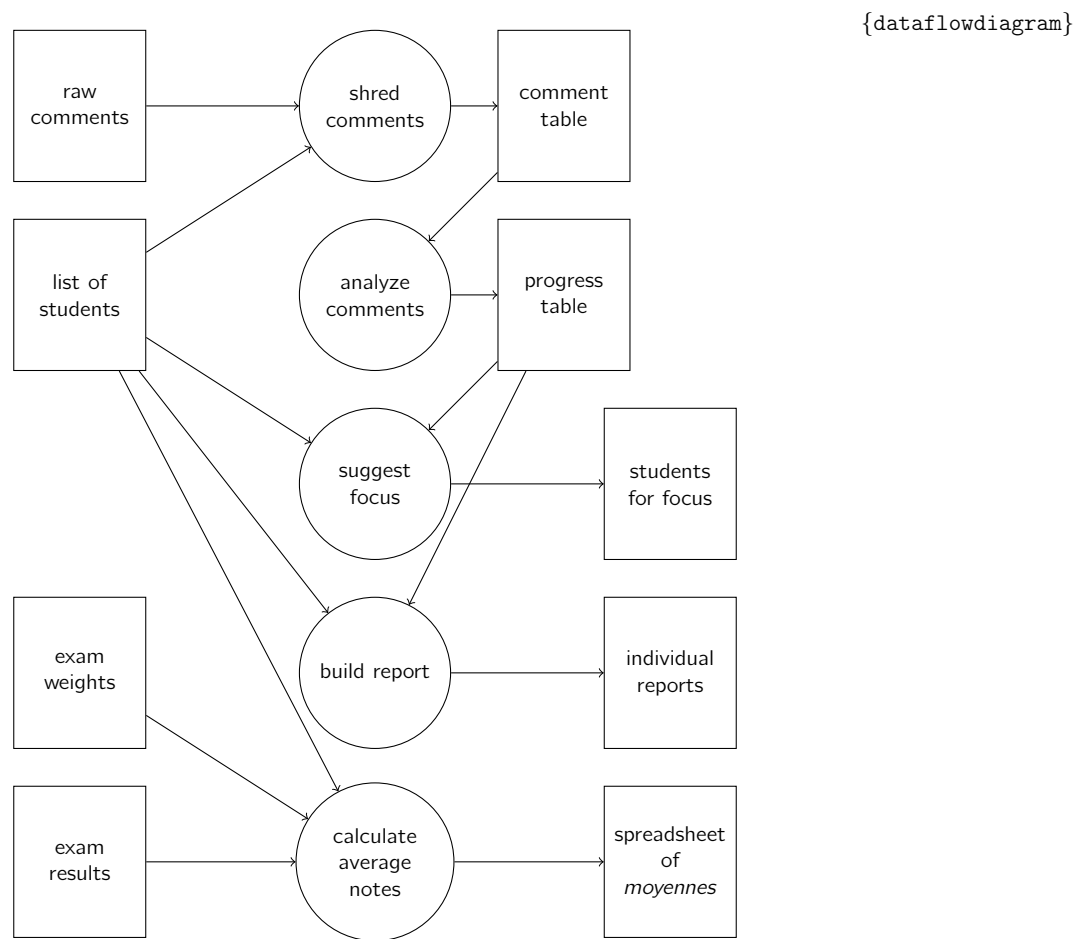 {dataflowdiagram}
raw
comments
shred
comments
comment
table
list of
students
analyze
comments
progress
table
suggest
focus
students
for focus
exam
weights
build report
individual
reports
exam
results
calculate
average
notes
spreadsheet
of
moyennes